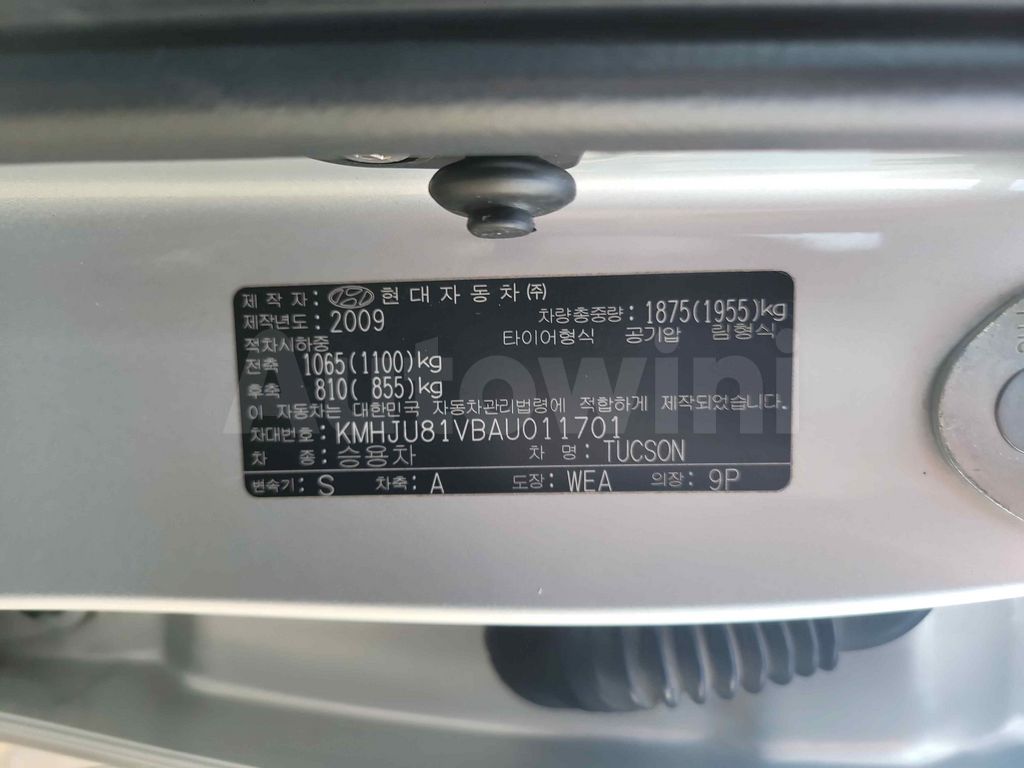 제작자: 현대자동차(주)
제작년도: 2009 차량총중량: 1875(1955)kg
적차시하중 타이어형식 공기압 림형식
전축 1065(1100)kg
후축 810( 855)kg
이 자동차는 대한민국 자동차관리법령에 적합하게 제작되었습니다.
차대번호: KMHJU81VBAU011701
차 종: 승용차 차 명: TUCSON
변속기: S 차축: A 도장: WEA 의장: 9P
Autowini